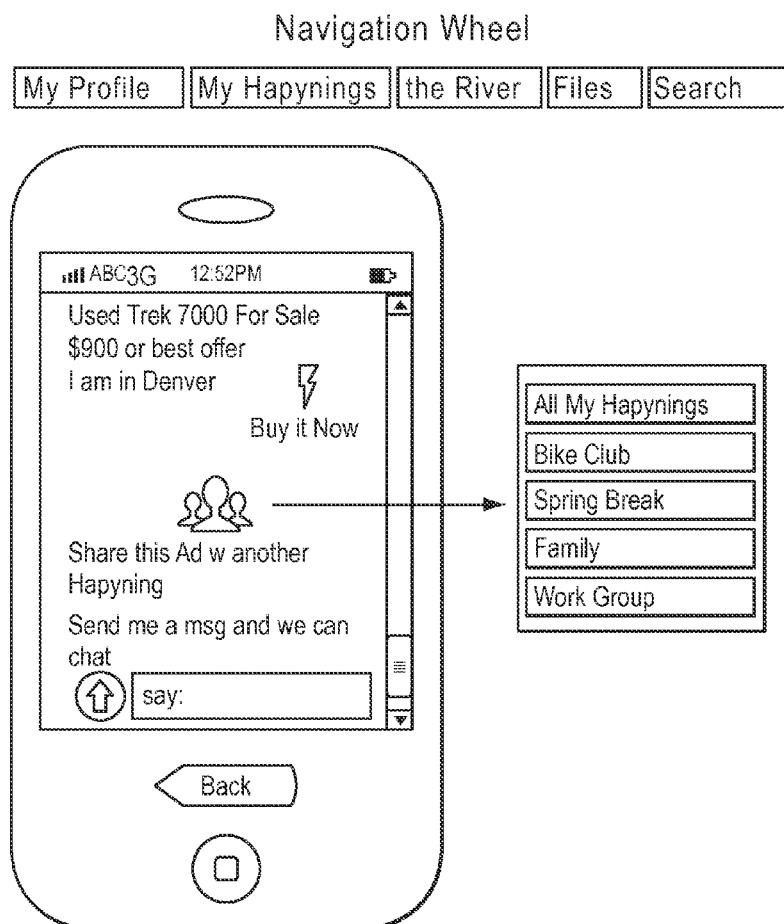 Navigation Wheel
My Profile My Hapynings the River Files Search
ABC3G 12:52PM
Used Trek 7000 For Sale
$900 or best offer
I am in Denver
Buy it Now
Share this Ad w another
Hapyning
Send me a msg and we can
chat
say:
Back
All My Hapynings
Bike Club
Spring Break
Family
Work Group